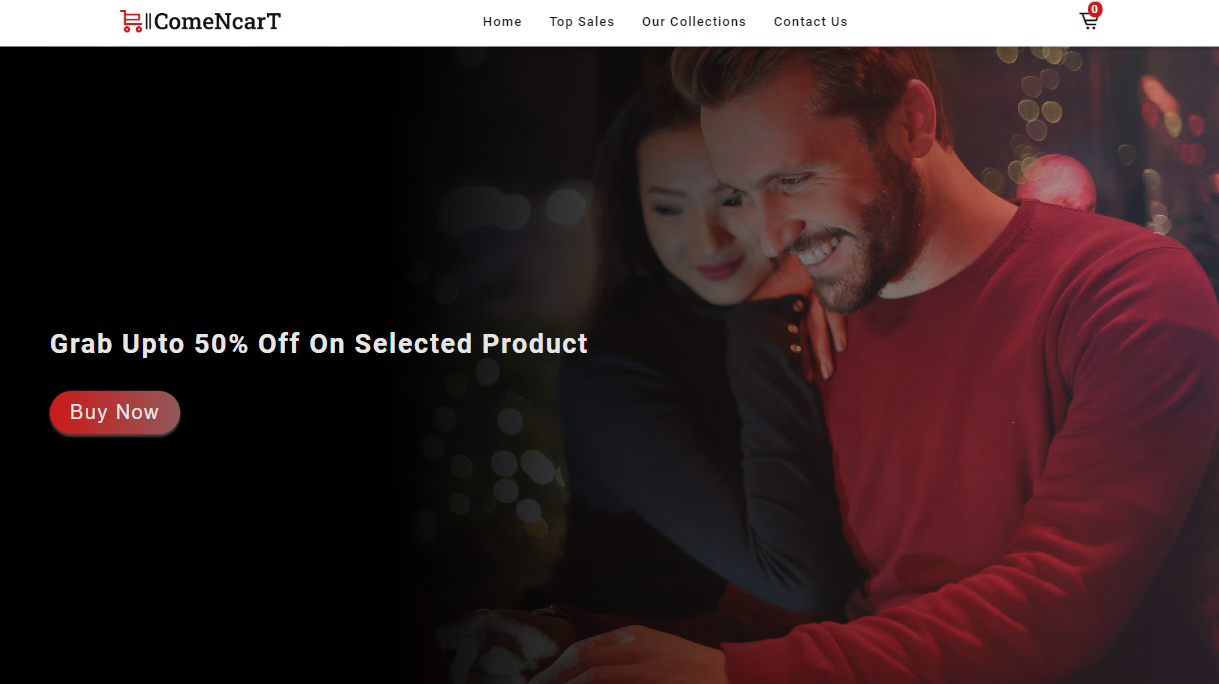 ComeNcarT
Home
Top Sales
Our Collections
Contact Us
0
Grab Upto 50% Off On Selected Product
Buy Now